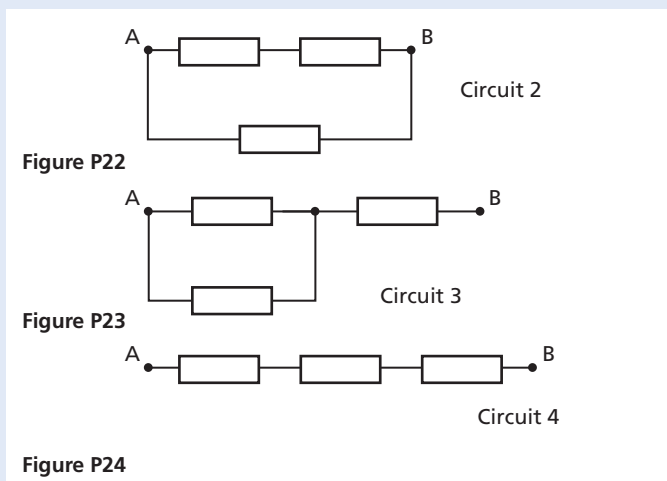 A B
Circuit 2
Figure P22
A B
Circuit 3
Figure P23
A B
Circuit 4
Figure P24